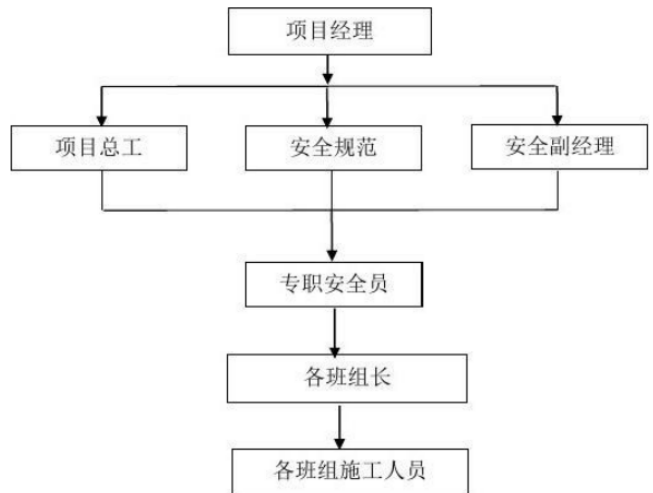 项目经理
项目总工
安全规范
安全副经理
专职安全员
各班组长
各班组施工人员